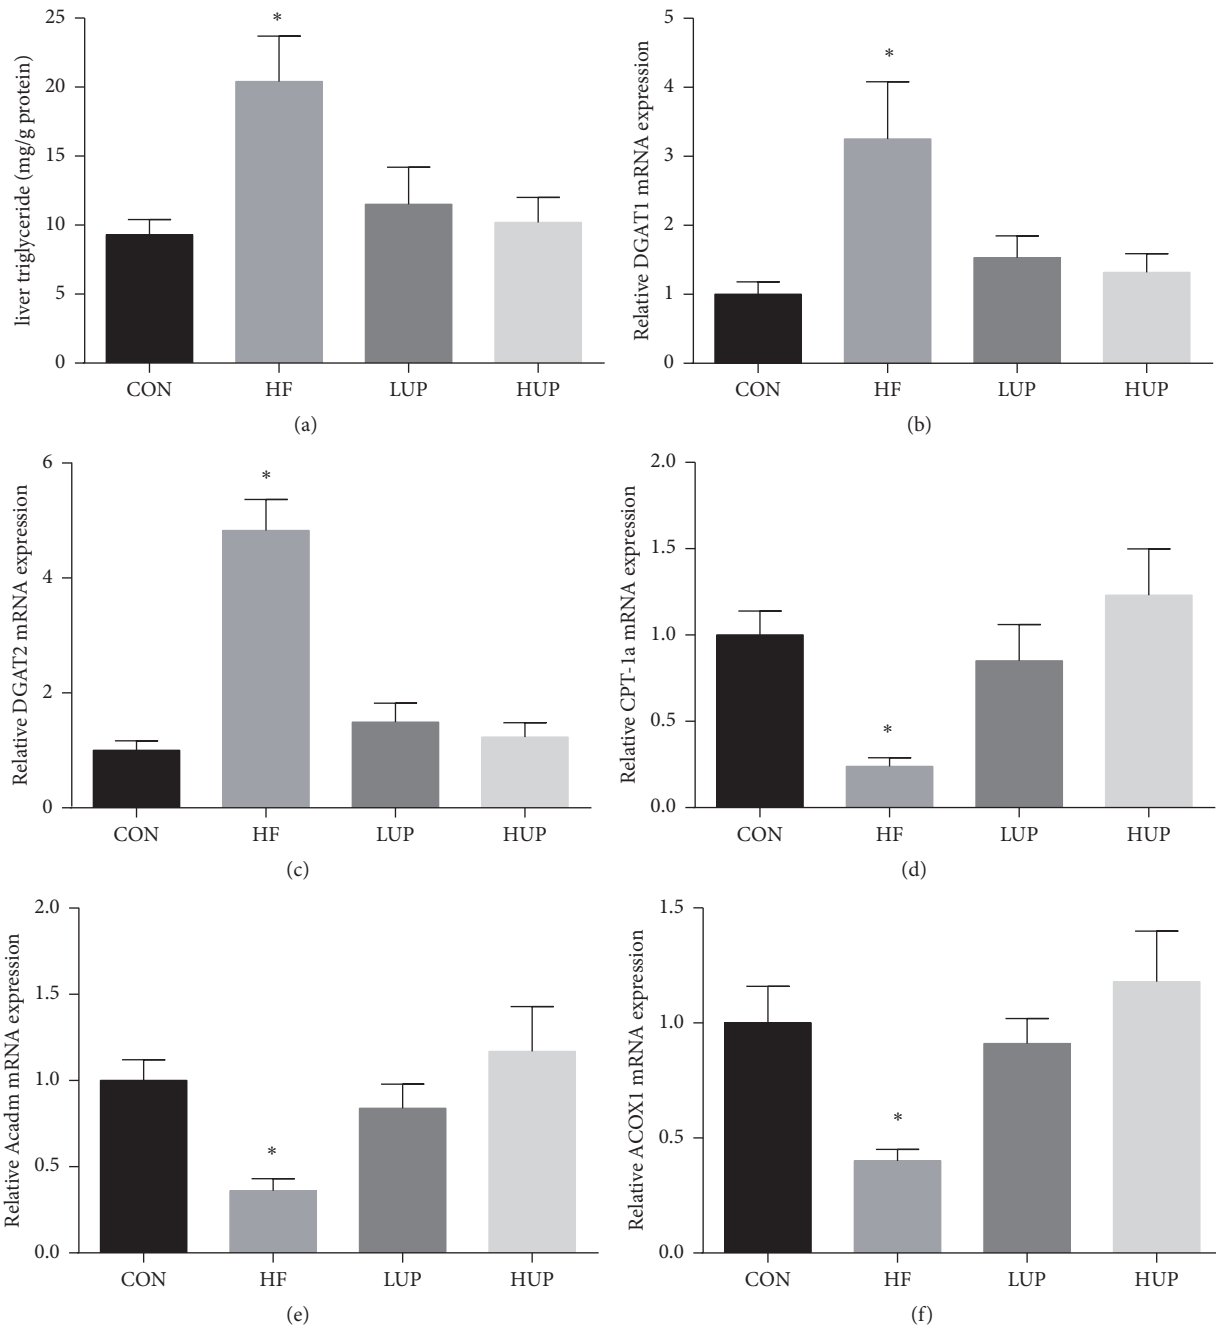 liver triglyceride (mg/g protein)
25
20
15
10
5
0
*
CON HF LUP HUP
(a)
Relative DGAT1 mRNA expression
5
4
3
2
1
0
*
CON HF LUP HUP
(b)
Relative DGAT2 mRNA expression
6
4
2
0
*
CON HF LUP HUP
(c)
Relative CPT-1a mRNA expression
2.0
1.5
1.0
0.5
0.0
*
CON HF LUP HUP
(d)
Relative Acadm mRNA expression
2.0
1.5
1.0
0.5
0.0
*
CON HF LUP HUP
(e)
Relative ACOX1 mRNA expression
1.5
1.0
0.5
0.0
*
CON HF LUP HUP
(f)